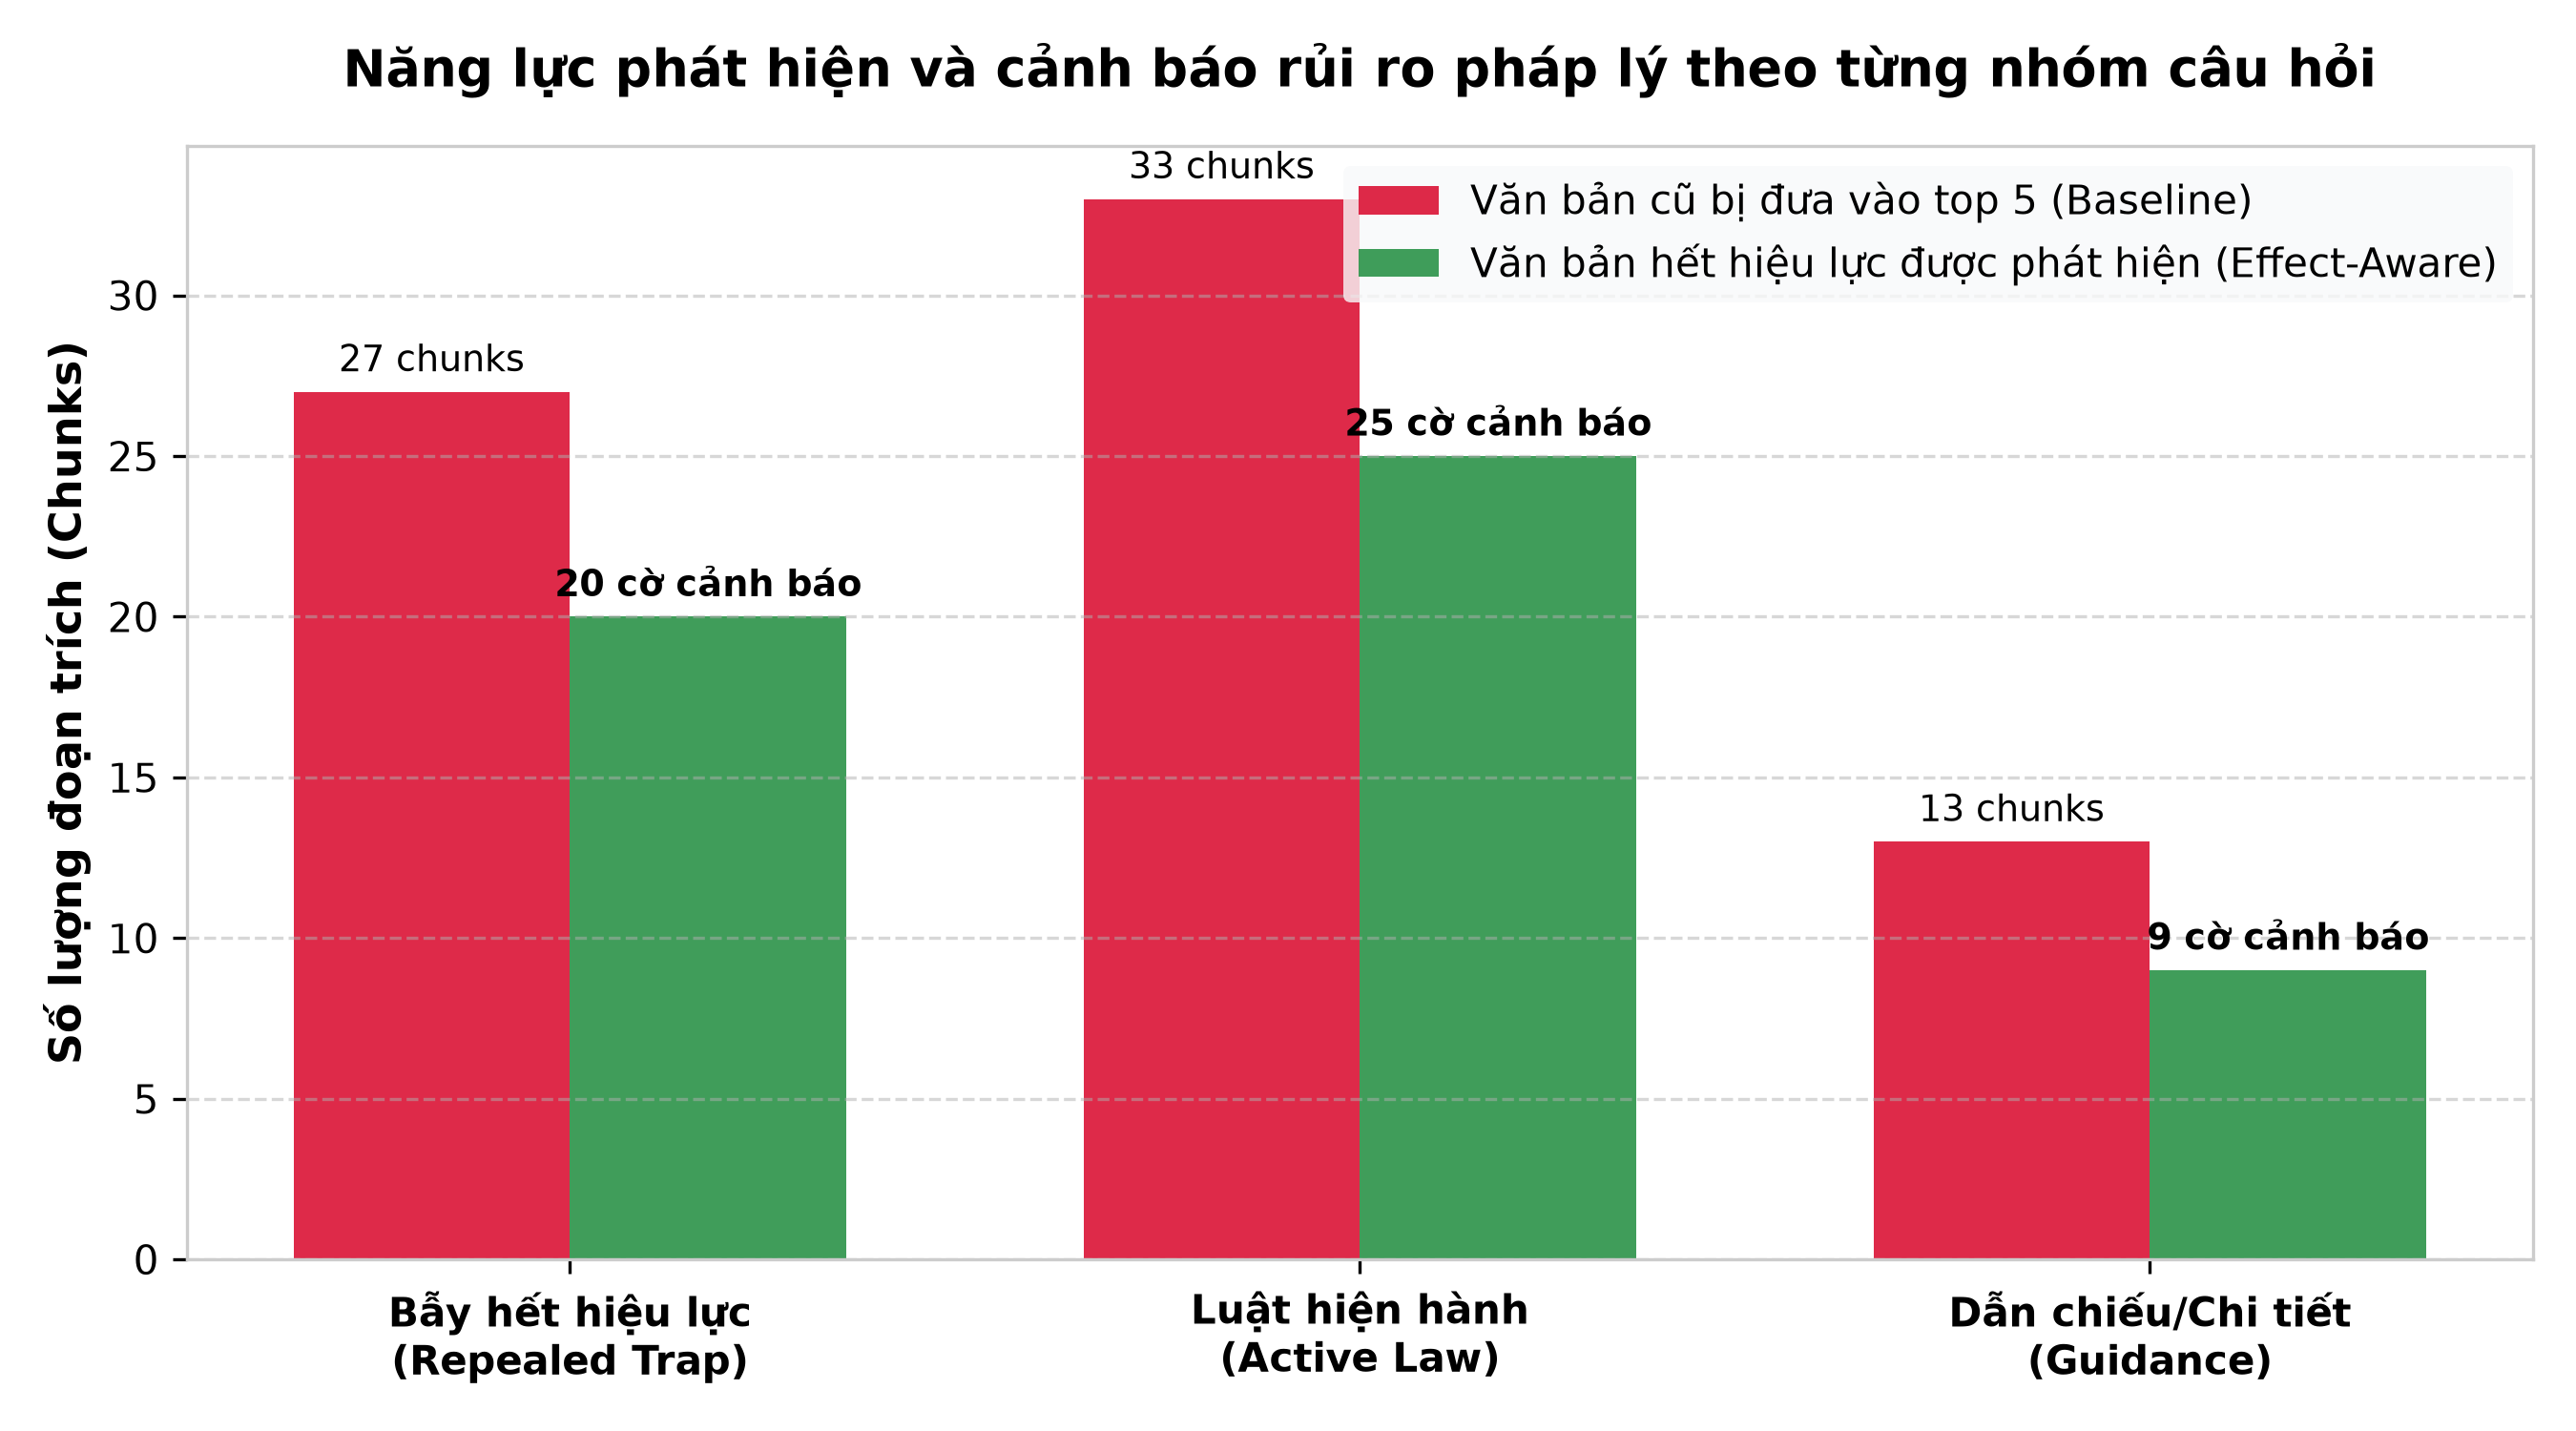 Năng lực phát hiện và cảnh báo rủi ro pháp lý theo từng nhóm câu hỏi
Số lượng đoạn trích (Chunks)
33 chunks
Văn bản cũ bị đưa vào top 5 (Baseline)
Văn bản hết hiệu lực được phát hiện (Effect-Aware)
30
27 chunks
25 cờ cảnh báo
25
20 cờ cảnh báo
20
15
13 chunks
10
9 cờ cảnh báo
5
0
Bẫy hết hiệu lực
(Repealed Trap)
Luật hiện hành
(Active Law)
Dẫn chiếu/Chi tiết
(Guidance)